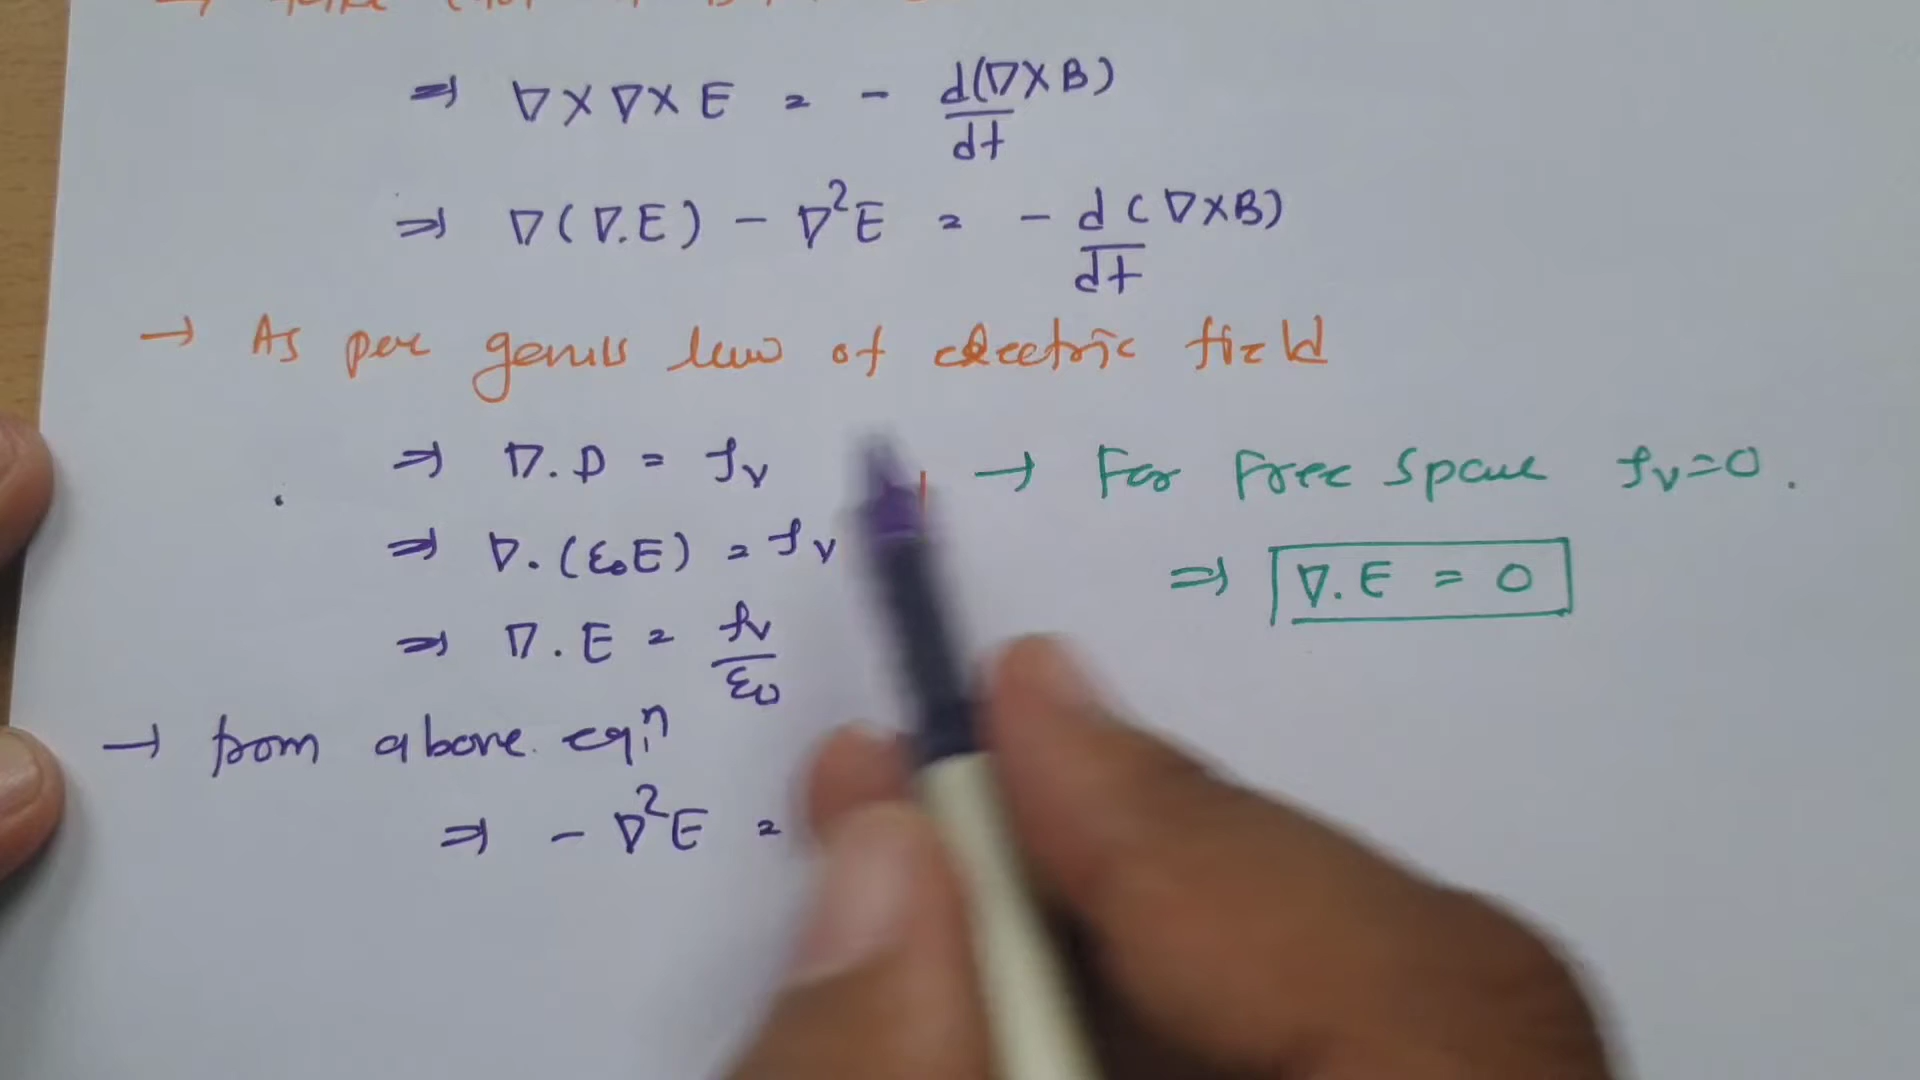 ⇒ ∇×∇×E = - d(∇×B)/dt
⇒ ∇(∇.E) - ∇²E = - d(∇×B)/dt
→ As per gauss law of electric field
⇒ ∇.D = ρv
→ For Free space ρv=0.
⇒ ∇.(ε₀E) = ρv
⇒ ∇.E = 0
⇒ ∇.E = ρv/ε₀
→ from above eqⁿ
⇒ -∇²E =